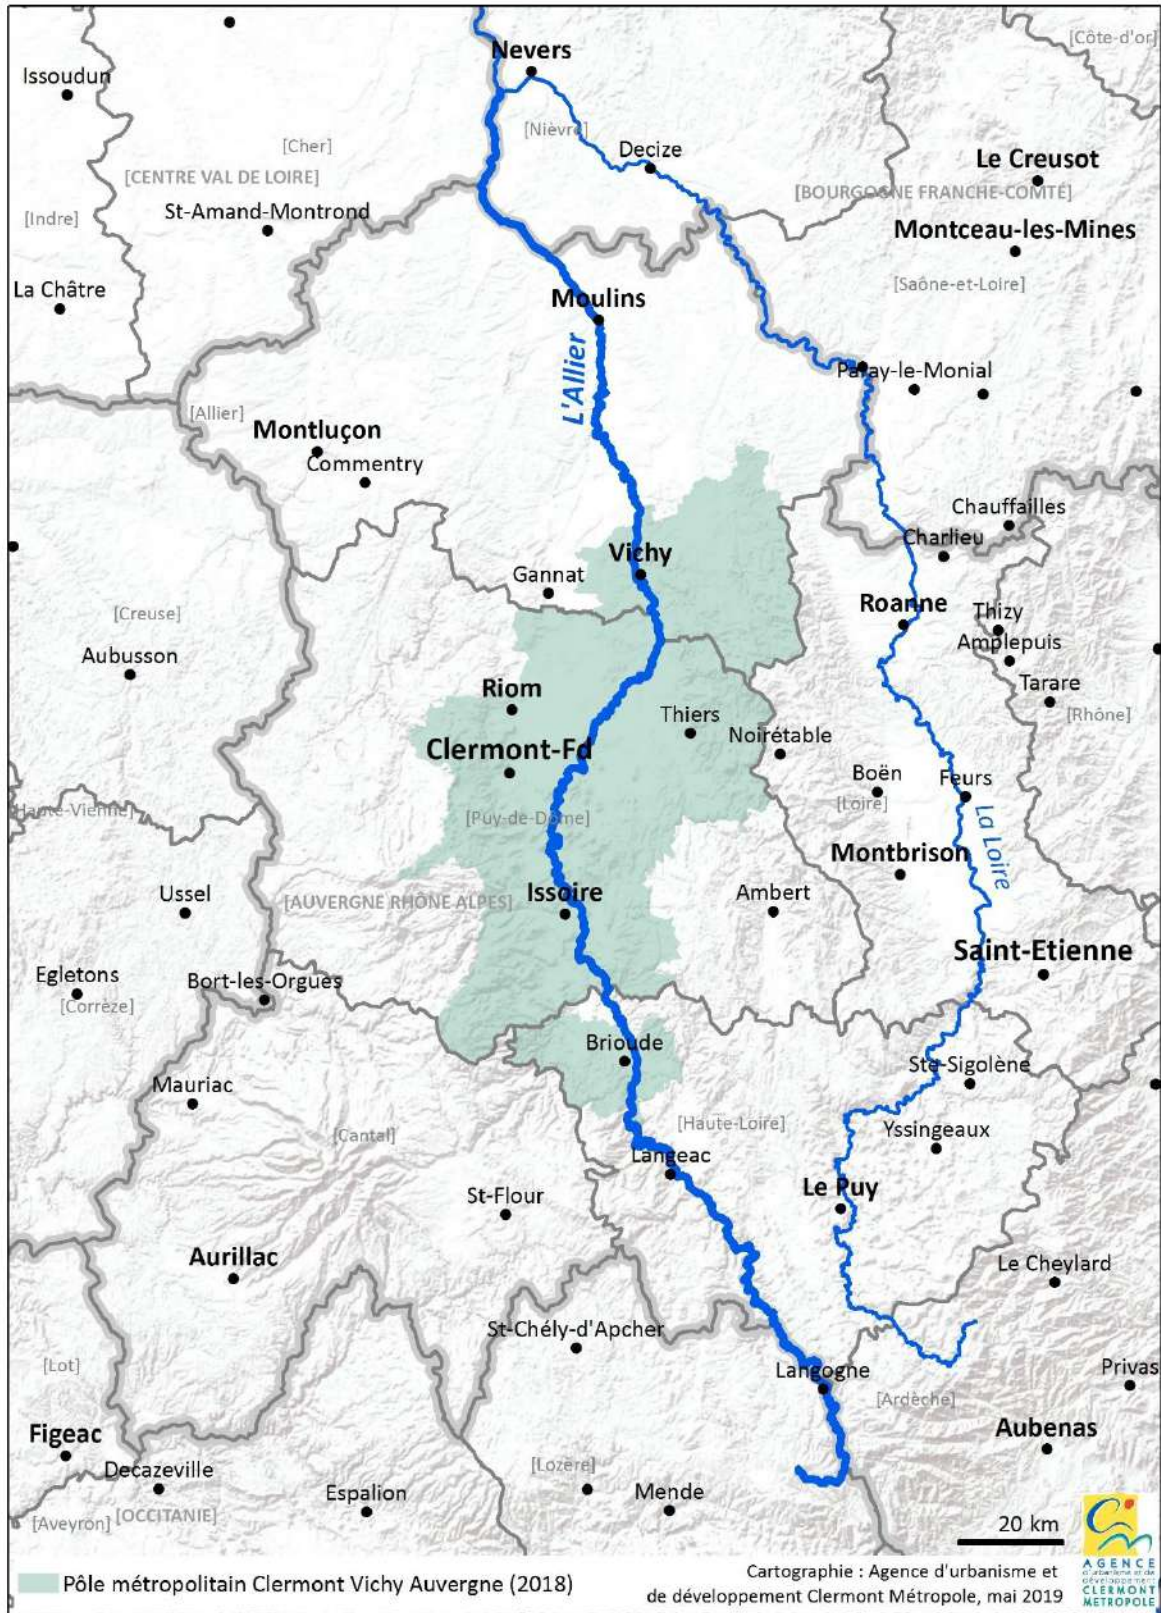 Nevers
[Côte-d'or]
Issoudun
[Nièvre]
[Cher]
Decize
Le Creusot
[CENTRE VAL DE LOIRE]
[BOURGOGNE FRANCHE-COMTÉ]
[Indre]
St-Amand-Montrond
Montceau-les-Mines
La Châtre
Moulins
[Saône-et-Loire]
L'Allier
Paray-le-Monial
[Allier]
Montluçon
Commentry
Chauffailles
Charlieu
Vichy
Gannat
Roanne
[Creuse]
Thizy
Amplepuis
Aubusson
Riom
Tarare
Thiers
[Rhône]
Noirétable
Clermont-Fd
Boën
Feurs
[Haute-Vienne]
[Puy-de-Dôme]
[Loire]
La Loire
Montbrison
Ussel
[AUVERGNE RHÔNE ALPES]
Issoire
Ambert
Saint-Etienne
Egletons
Bort-les-Orgues
[Corrèze]
Brioude
Ste-Sigolène
Mauriac
[Cantal]
[Haute-Loire]
Yssingeaux
Langeac
St-Flour
Le Puy
Aurillac
Le Cheylard
St-Chély-d'Apcher
[Lot]
Langogne
Privas
[Ardèche]
Figeac
Aubenas
Decazeville
[Lozère]
Espalion
Mende
[Aveyron]
[OCCITANIE]
20 km
Pôle métropolitain Clermont Vichy Auvergne (2018)
Cartographie : Agence d'urbanisme et
de développement Clermont Métropole, mai 2019
AGENCE
d'urbanisme et de
développement
CLERMONT
MÉTROPOLE